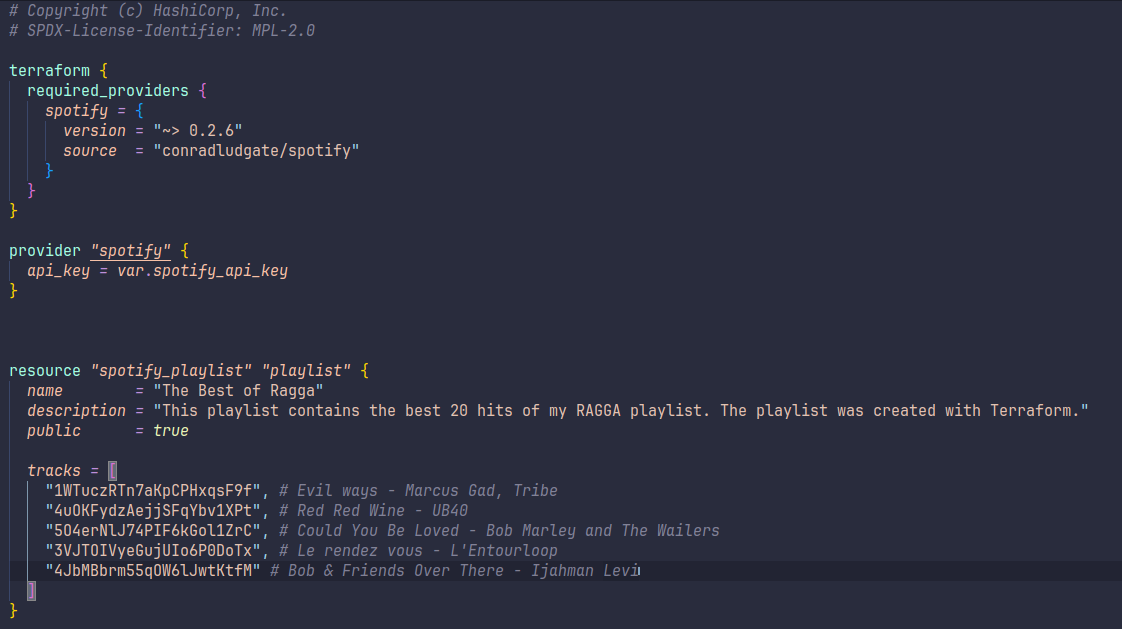 # Copyright (c) HashiCorp, Inc.
# SPDX-License-Identifier: MPL-2.0
terraform {
required_providers {
spotify = {
version = "~> 0.2.6"
source = "conradludgate/spotify"
}
}
}
provider "spotify" {
api_key = var.spotify_api_key
}
resource "spotify_playlist" "playlist" {
name = "The Best of Ragga"
description = "This playlist contains the best 20 hits of my RAGGA playlist. The playlist was created with Terraform."
public = true
tracks = [
"1WTuczRTn7aKpCPHxqsF9f", # Evil ways - Marcus Gad, Tribe
"4uOKFydzAejjSFqYbv1XPt", # Red Red Wine - UB40
"5O4erNlJ74PIF6kGol1ZrC", # Could You Be Loved - Bob Marley and The Wailers
"3VJTOIVyeGujUIo6P0DoTx", # Le rendez vous - L'Entourloop
"4JbMBbrm55qOW6lJwtKtfM" # Bob & Friends Over There - Ijahman Levi
]
}